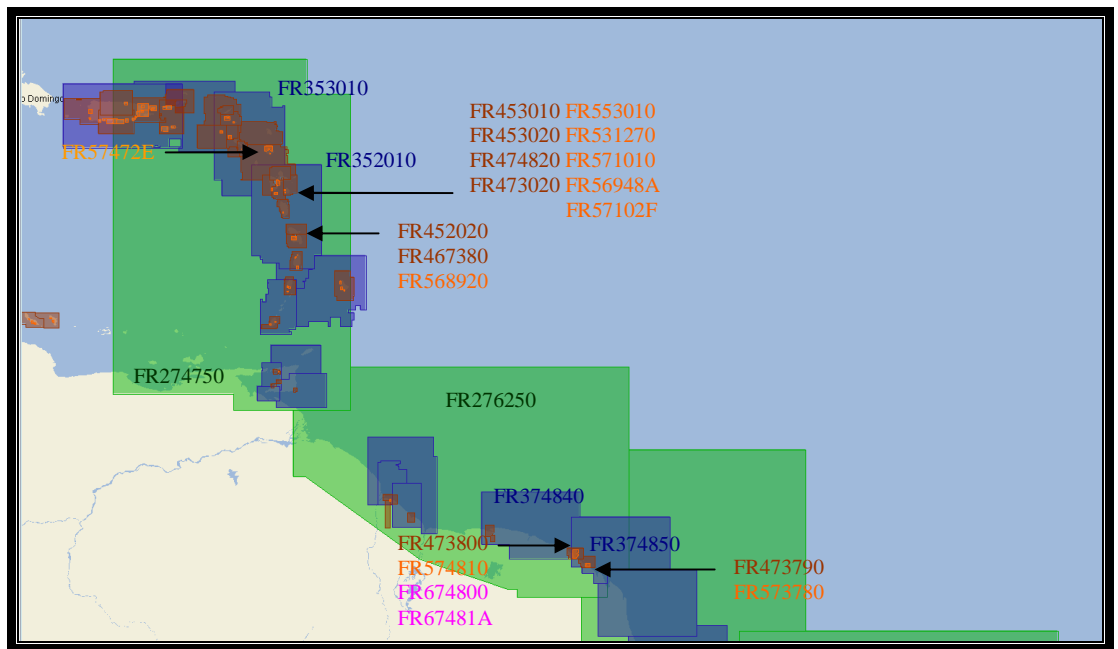 FR353010
o Domingo
FR453010 FR553010
FR453020 FR531270
FR57472E
FR352010
FR474820 FR571010
FR473020 FR56948A
FR57102F
FR452020
FR467380
FR568920
FR274750
FR276250
FR374840
FR473800
FR374850
FR574810
FR473790
FR674800
FR573780
FR67481A